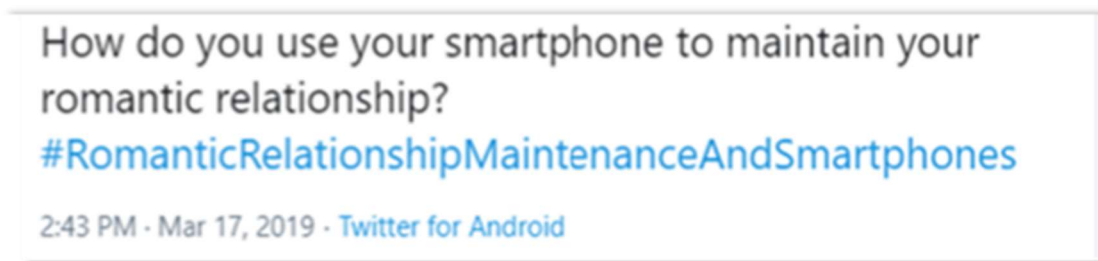 How do you use your smartphone to maintain your
romantic relationship?
#RomanticRelationshipMaintenanceAndSmartphones
2:43 PM · Mar 17, 2019 · Twitter for Android